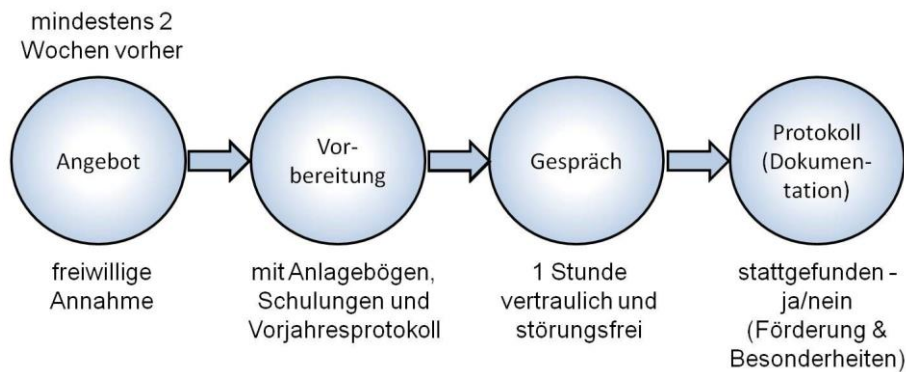 mindestens 2
Wochen vorher
Angebot
freiwillige
Annahme
Vor-
bereitung
mit Anlagebögen,
Schulungen und
Vorjahresprotokoll
Gespräch
1 Stunde
vertraulich und
störungsfrei
Protokoll
(Dokumen-
tation)
stattgefunden -
ja/nein
(Förderung &
Besonderheiten)